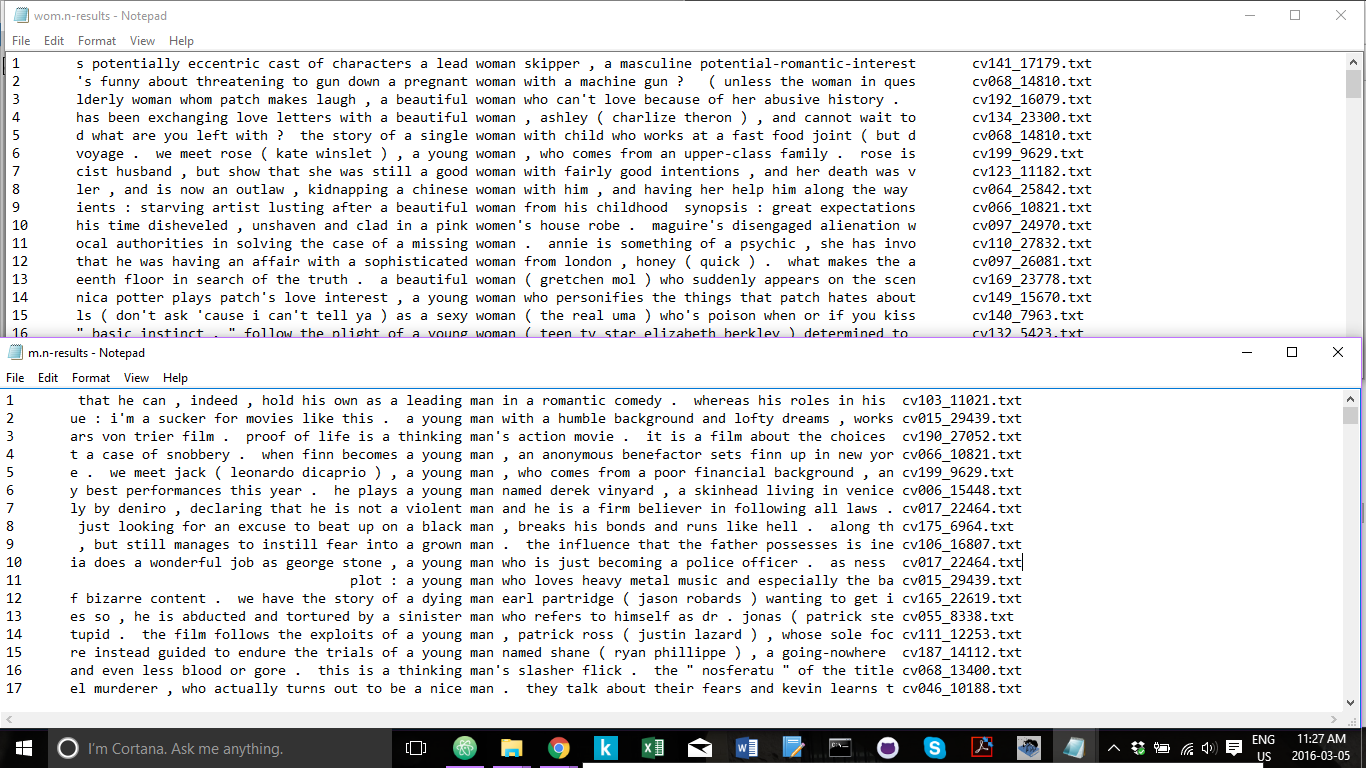 wom.n-results - Notepad
File Edit Format View Help
1 s potentially eccentric cast of characters a lead woman skipper , a masculine potential-romantic-interest cv141_17179.txt
2 's funny about threatening to gun down a pregnant woman with a machine gun ? ( unless the woman in ques cv068_14810.txt
3 lderly woman whom patch makes laugh , a beautiful woman who can't love because of her abusive history . cv192_16079.txt
4 has been exchanging love letters with a beautiful woman , ashley ( charlize theron ) , and cannot wait to cv134_23300.txt
5 d what are you left with ? the story of a single woman with child who works at a fast food joint ( but d cv068_14810.txt
6 voyage . we meet rose ( kate winslet ) , a young woman , who comes from an upper-class family . rose is cv199_9629.txt
7 cist husband , but show that she was still a good woman with fairly good intentions , and her death was v cv123_11182.txt
8 ler , and is now an outlaw , kidnapping a chinese woman with him , and having her help him along the way cv064_25842.txt
9 ients : starving artist lusting after a beautiful woman from his childhood synopsis : great expectations cv066_10821.txt
10 his time disheveled , unshaven and clad in a pink women's house robe . maguire's disengaged alienation w cv097_24970.txt
11 ocal authorities in solving the case of a missing woman . annie is something of a psychic , she has invo cv110_27832.txt
12 that he was having an affair with a sophisticated woman from london , honey ( quick ) . what makes the a cv097_26081.txt
13 eenth floor in search of the truth . a beautiful woman ( gretchen mol ) who suddenly appears on the scen cv169_23778.txt
14 nica potter plays patch's love interest , a young woman who personifies the things that patch hates about cv149_15670.txt
15 ls ( don't ask 'cause i can't tell ya ) as a sexy woman ( the real uma ) who's poison when or if you kiss cv140_7963.txt
16 " basic instinct . " follow the plight of a young woman ( teen tv star elizabeth berkley ) determined to cv132_5423.txt
m.n-results - Notepad
File Edit Format View Help
1 that he can , indeed , hold his own as a leading man in a romantic comedy . whereas his roles in his cv103_11021.txt
2 ue : i'm a sucker for movies like this . a young man with a humble background and lofty dreams , works cv015_29439.txt
3 ars von trier film . proof of life is a thinking man's action movie . it is a film about the choices cv190_27052.txt
4 t a case of snobbery . when finn becomes a young man , an anonymous benefactor sets finn up in new yor cv066_10821.txt
5 e . we meet jack ( leonardo dicaprio ) , a young man , who comes from a poor financial background , an cv199_9629.txt
6 y best performances this year . he plays a young man named derek vinyard , a skinhead living in venice cv006_15448.txt
7 ly by deniro , declaring that he is not a violent man and he is a firm believer in following all laws . cv017_22464.txt
8 just looking for an excuse to beat up on a black man , breaks his bonds and runs like hell . along th cv175_6964.txt
9 , but still manages to instill fear into a grown man . the influence that the father possesses is ine cv106_16807.txt
10 ia does a wonderful job as george stone , a young man who is just becoming a police officer . as ness cv017_22464.txt
11 plot : a young man who loves heavy metal music and especially the ba cv015_29439.txt
12 f bizarre content . we have the story of a dying man earl partridge ( jason robards ) wanting to get i cv165_22619.txt
13 es so , he is abducted and tortured by a sinister man who refers to himself as dr . jonas ( patrick ste cv055_8338.txt
14 tupid . the film follows the exploits of a young man , patrick ross ( justin lazard ) , whose sole foc cv111_12253.txt
15 re instead guided to endure the trials of a young man named shane ( ryan phillippe ) , a going-nowhere cv187_14112.txt
16 and even less blood or gore . this is a thinking man's slasher flick . the " nosferatu " of the title cv068_13400.txt
17 el murderer , who actually turns out to be a nice man . they talk about their fears and kevin learns t cv046_10188.txt
I'm Cortana. Ask me anything.
ENG
US
11:27 AM
2016-03-05